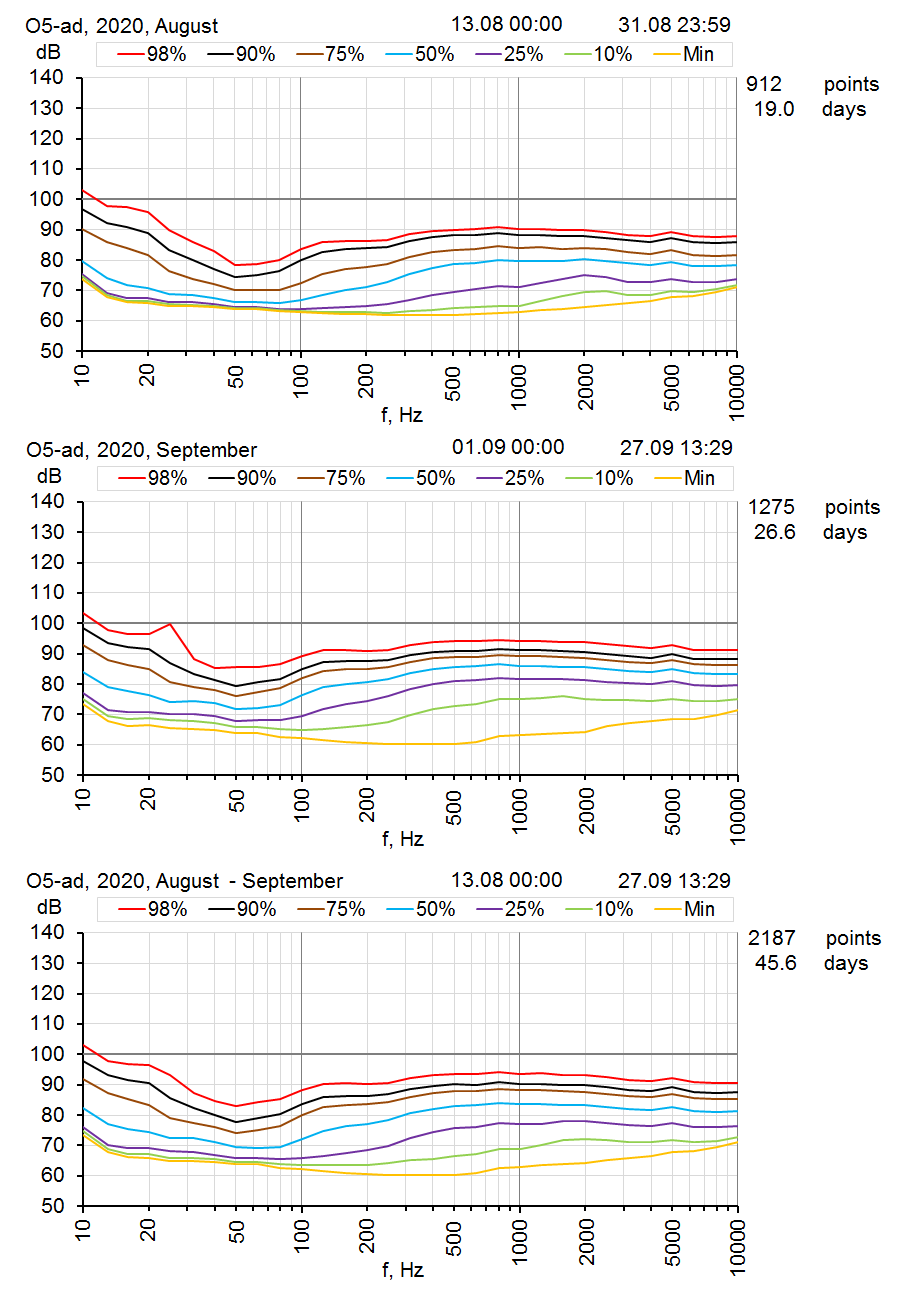 O5-ad, 2020, August 13.08 00:00 31.08 23:59
dB 98% 90% 75% 50% 25% 10% Min
140 912 points
130 19.0 days
120
110
100
90
80
70
60
50
10 20 50 100 200 500 1000 2000 5000 10000
f, Hz
O5-ad, 2020, September 01.09 00:00 27.09 13:29
dB 98% 90% 75% 50% 25% 10% Min
140 1275 points
130 26.6 days
120
110
100
90
80
70
60
50
10 20 50 100 200 500 1000 2000 5000 10000
f, Hz
O5-ad, 2020, August - September 13.08 00:00 27.09 13:29
dB 98% 90% 75% 50% 25% 10% Min
140 2187 points
130 45.6 days
120
110
100
90
80
70
60
50
10 20 50 100 200 500 1000 2000 5000 10000
f, Hz